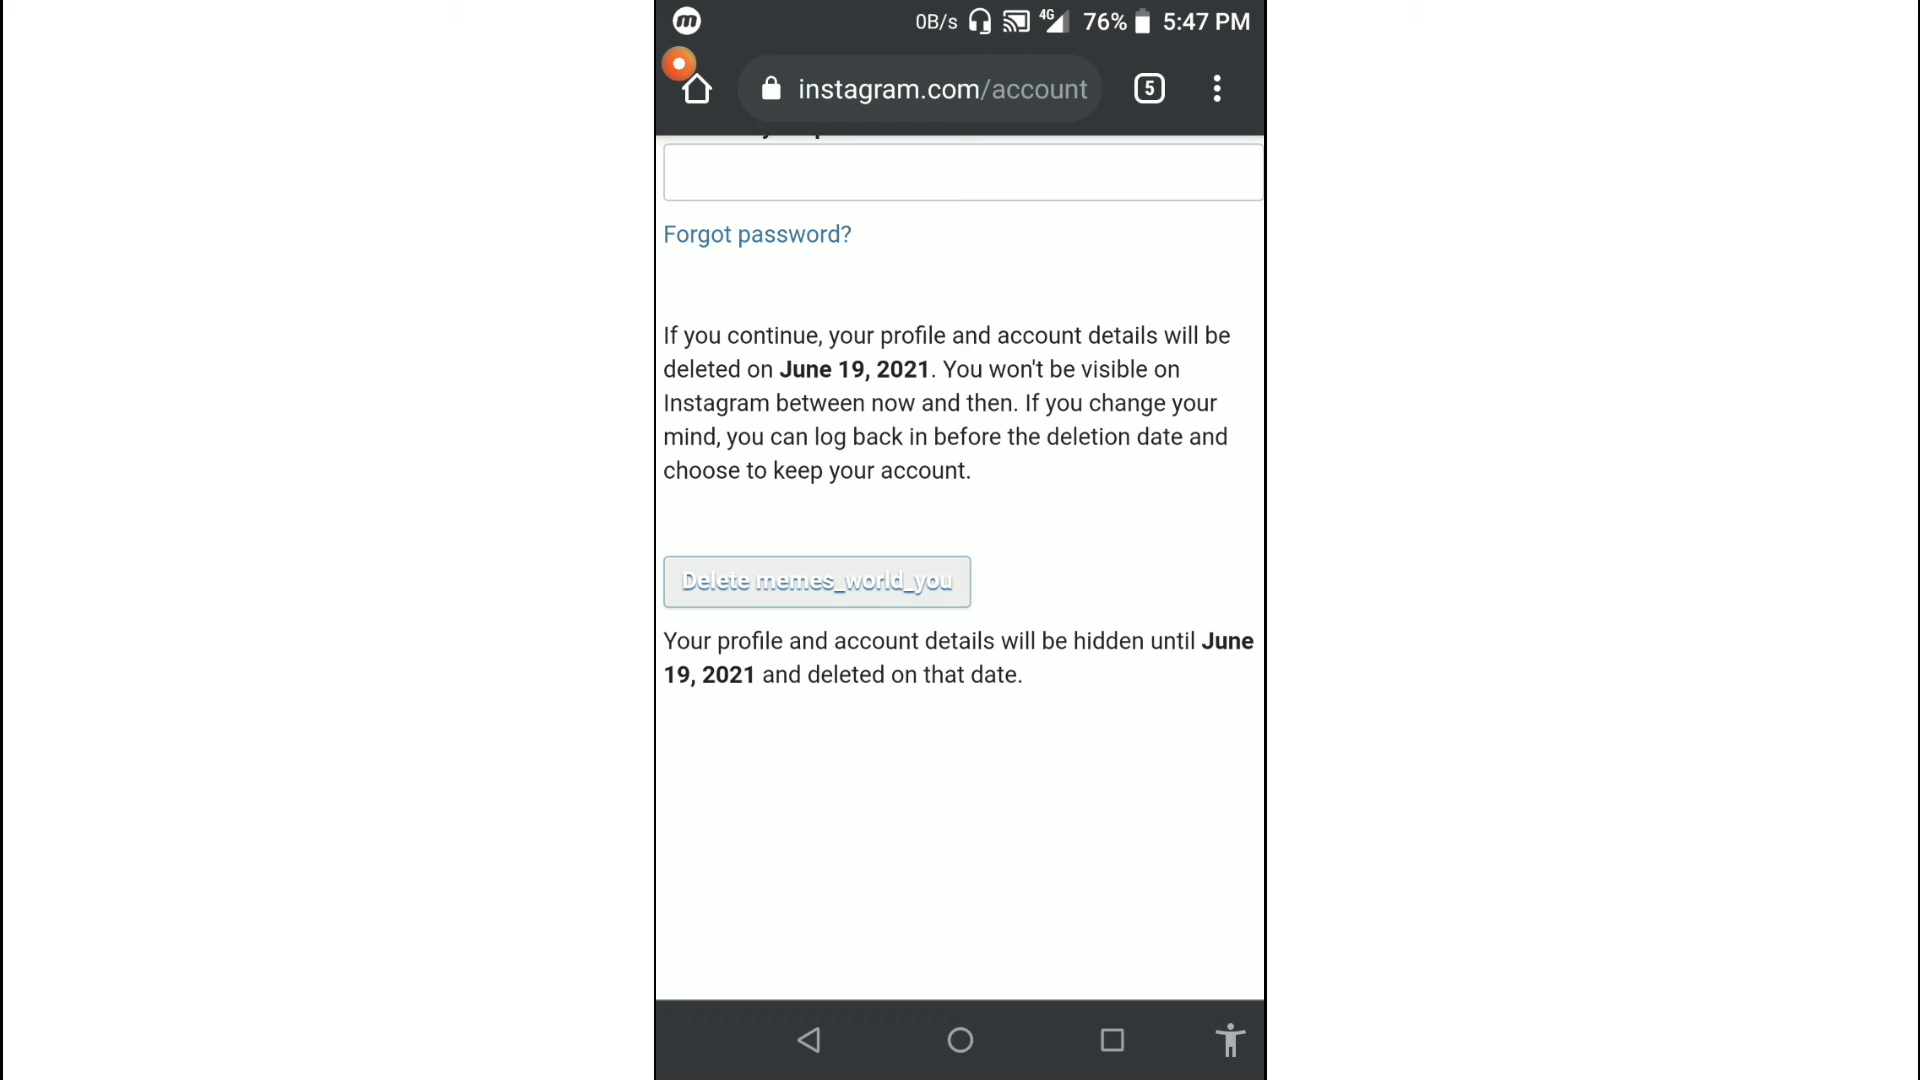 m 0B/s 4G 76% 5:47 PM
instagram.com/account 5
Forgot password?
If you continue, your profile and account details will be
deleted on June 19, 2021. You won't be visible on
Instagram between now and then. If you change your
mind, you can log back in before the deletion date and
choose to keep your account.
Delete memes_world_you
Your profile and account details will be hidden until June
19, 2021 and deleted on that date.